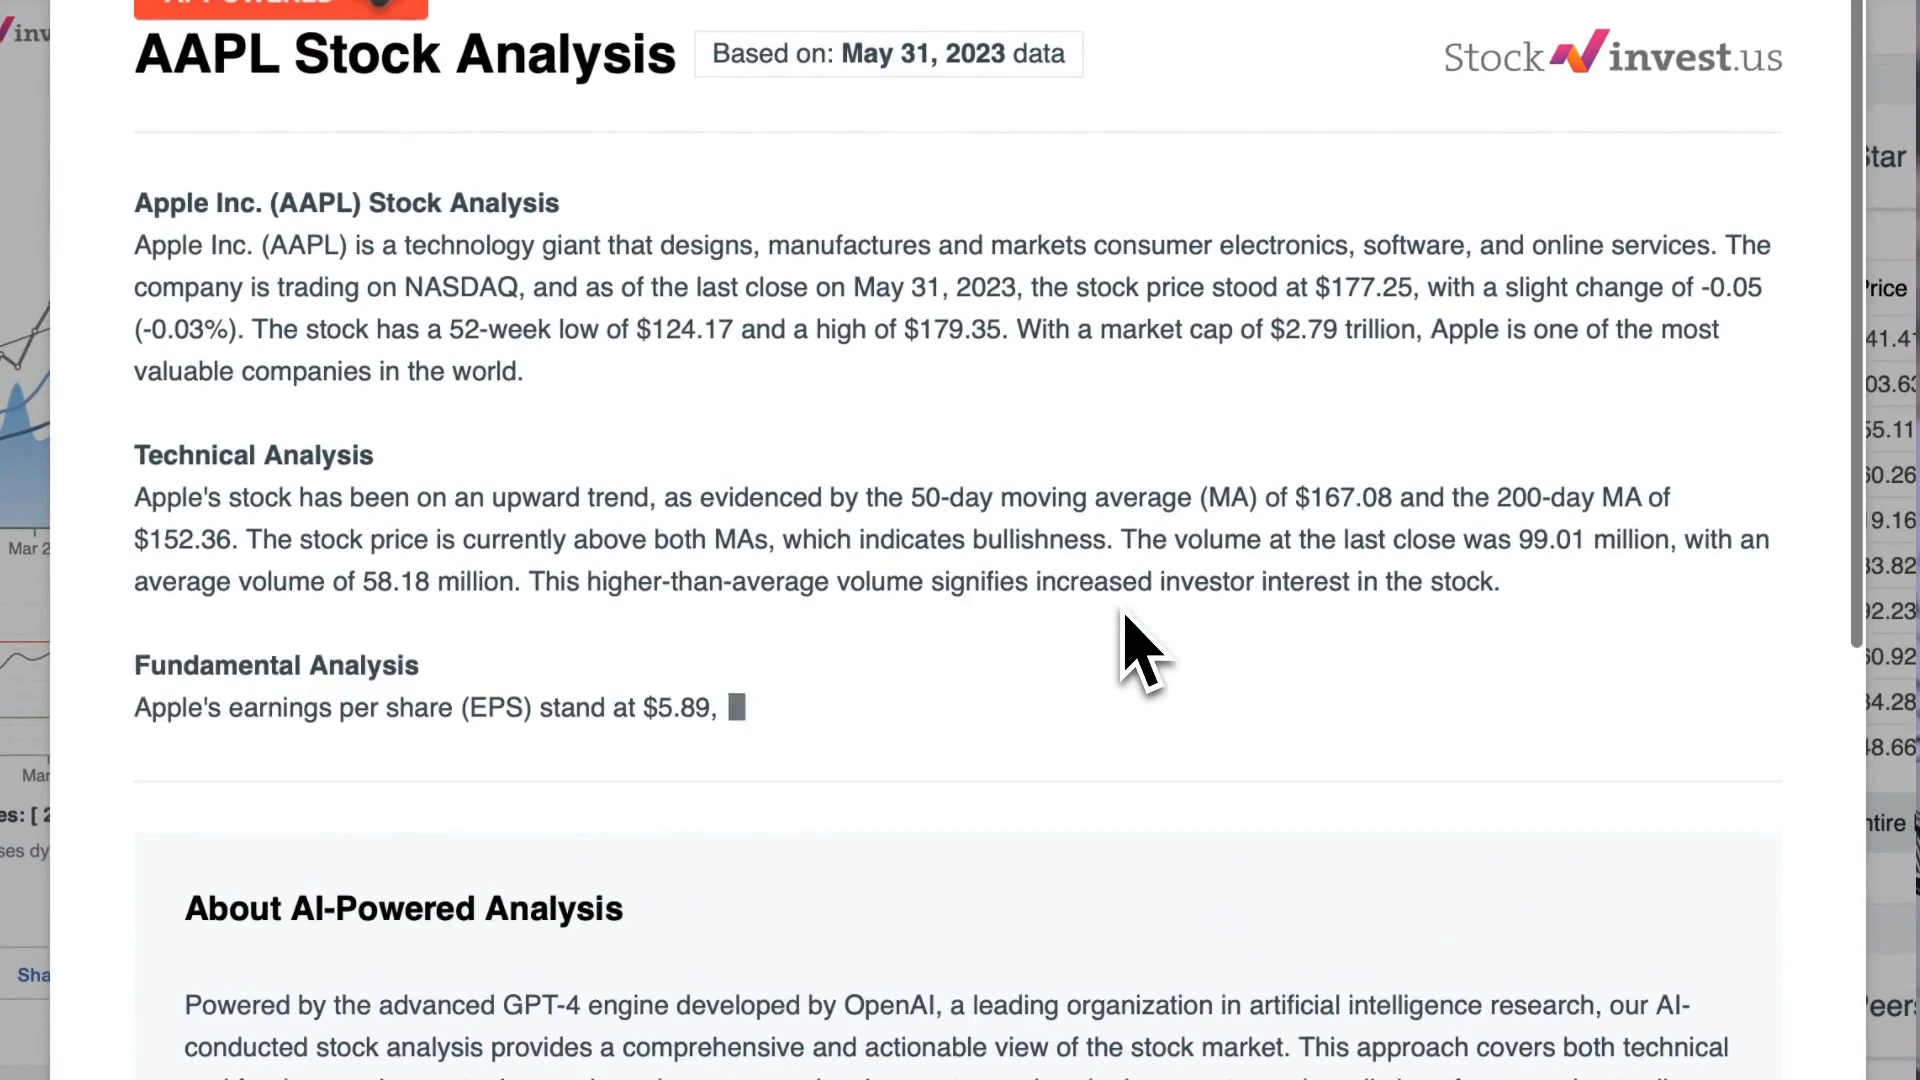 AAPL Stock Analysis
Based on: May 31, 2023 data
Stock invest.us
Apple Inc. (AAPL) Stock Analysis
Apple Inc. (AAPL) is a technology giant that designs, manufactures and markets consumer electronics, software, and online services. The
company is trading on NASDAQ, and as of the last close on May 31, 2023, the stock price stood at $177.25, with a slight change of -0.05
(-0.03%). The stock has a 52-week low of $124.17 and a high of $179.35. With a market cap of $2.79 trillion, Apple is one of the most
valuable companies in the world.
Technical Analysis
Apple's stock has been on an upward trend, as evidenced by the 50-day moving average (MA) of $167.08 and the 200-day MA of
$152.36. The stock price is currently above both MAs, which indicates bullishness. The volume at the last close was 99.01 million, with an
average volume of 58.18 million. This higher-than-average volume signifies increased investor interest in the stock.
Fundamental Analysis
Apple's earnings per share (EPS) stand at $5.89,
About AI-Powered Analysis
Powered by the advanced GPT-4 engine developed by OpenAI, a leading organization in artificial intelligence research, our AI-
conducted stock analysis provides a comprehensive and actionable view of the stock market. This approach covers both technical